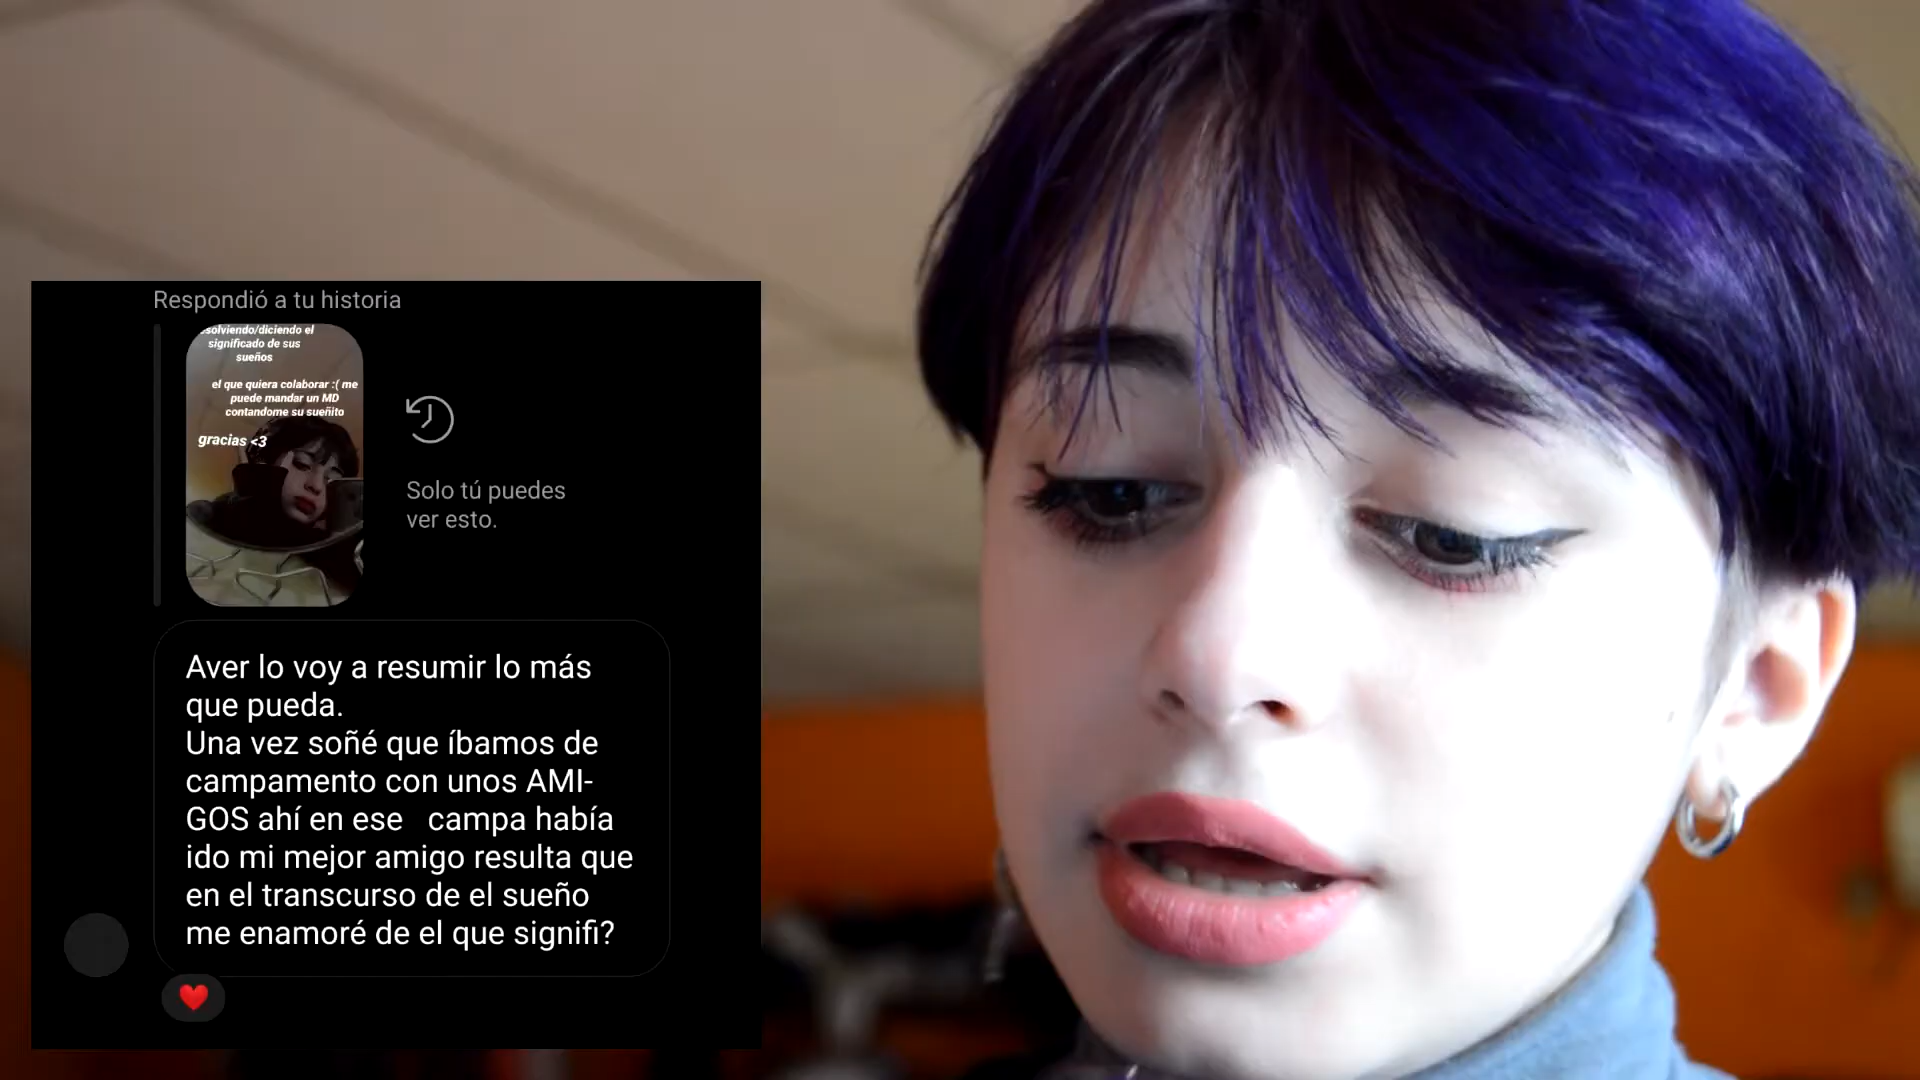 Respondió a tu historia
solviendo/diciendo el
significado de sus
sueños
el que quiera colaborar :( me
puede mandar un MD
contandome su sueñito
gracias <3
Solo tú puedes
ver esto.
Aver lo voy a resumir lo más
que pueda.
Una vez soñé que íbamos de
campamento con unos AMI-
GOS ahí en ese   campa había
ido mi mejor amigo resulta que
en el transcurso de el sueño
me enamoré de el que signifi?